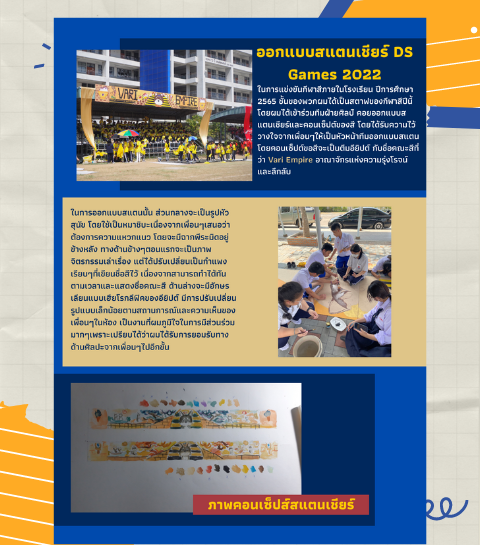 ออกแบบสแตนเชียร์ DS
Games 2022
ในการแข่งขันกีฬาสีภายในโรงเรียน ปีการศึกษา
2565 ชั้นของพวกผมได้เป็นสตาฟของกีฬาสีปีนี้
โดยผมได้เข้าร่วมทีมฝ่ายศิลป์ คอยออกแบบส
แตนเชียร์และคอนเซ็ปต์ของสี โดยได้รับความไว้
วางใจจากเพื่อนๆให้เป็นหัวหน้าทีมออกแบบสแตน
โดยคอนเซ็ปต์ของสีจะเป็นธีมอียิปต์ กับชื่อคณะสีที่
ว่า Vari Empire อาณาจักรแห่งความรุ่งโรจน์
และลึกลับ
VARI EMPIRE
ในการออกแบบสแตนนั้น ส่วนกลางจะเป็นรูปหัว
สุนัข โดยใช้เป็นหมาชิบะเนื่องจากเพื่อนๆเสนอว่า
ต้องการความแหวกแนว โดยจะมีฉากพีระมิดอยู่
ข้างหลัง ทางด้านข้างๆตอนแรกจะเป็นภาพ
จิตรกรรมเล่าเรื่อง แต่ได้ปรับเปลี่ยนเป็นกำแพง
เรียบๆที่เขียนชื่อสีไว้ เนื่องจากสามารถทำได้ทัน
ตามเวลาและแสดงชื่อคณะสี ด้านล่างจะมีอักษร
เลียนแบบเฮียโรกลิฟิคของอียิปต์ มีการปรับเปลี่ยน
รูปแบบเล็กน้อยตามสถานการณ์และความเห็นของ
เพื่อนๆในห้อง เป็นงานที่ผมภูมิใจในการมีส่วนร่วม
มากๆเพราะเปรียบได้ว่าผมได้รับการยอมรับทาง
ด้านศิลปะจากเพื่อนๆไปอีกขั้น
ภาพคอนเซ็ปส์สแตนเชียร์